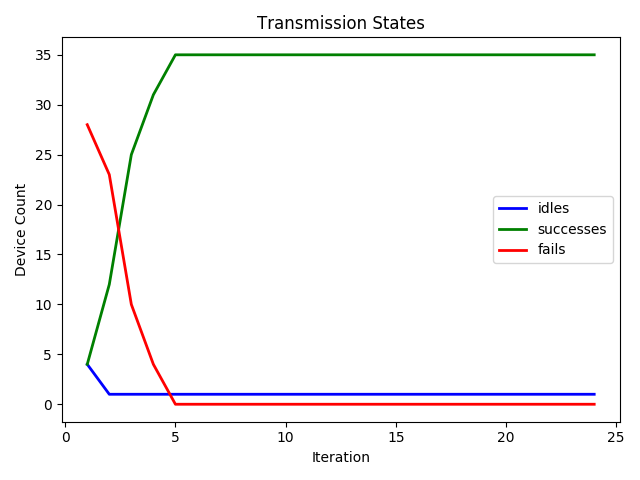 Transmission States
Device Count
35
30
25
20
15
10
5
0
idles
successes
fails
0 5 10 15 20 25
Iteration